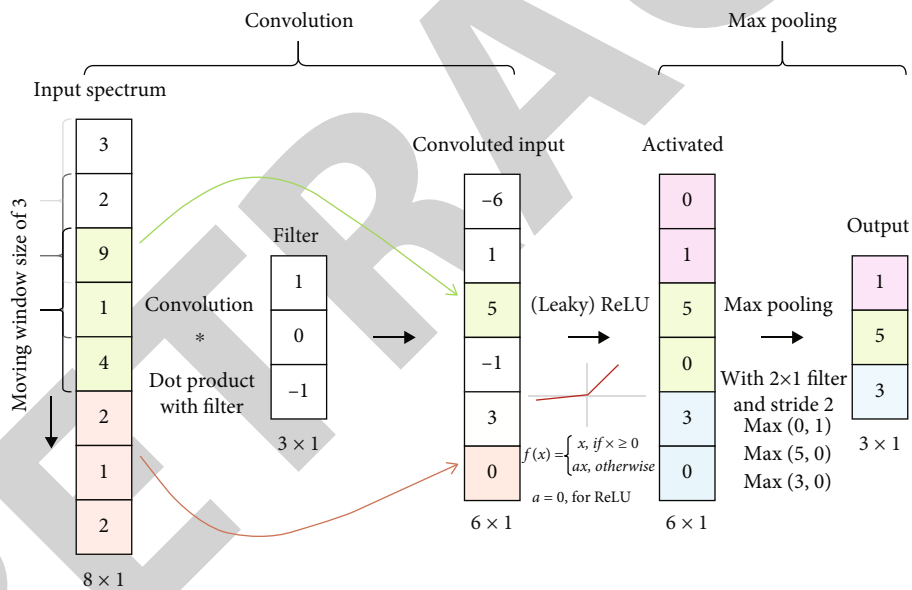 Convolution
Max pooling
Input spectrum
Moving window size of 3
3
2
9
1
4
2
1
2
8 × 1
Convolution
*
Dot product
with filter
Filter
1
0
–1
3 × 1
Convoluted input
–6
1
5
–1
3
0
6 × 1
(Leaky) ReLU
f(x) = { x, if × ≥ 0
ax, otherwise
a = 0, for ReLU
Activated
0
1
5
0
3
0
6 × 1
Max pooling
With 2×1 filter
and stride 2
Max (0, 1)
Max (5, 0)
Max (3, 0)
Output
1
5
3
3 × 1